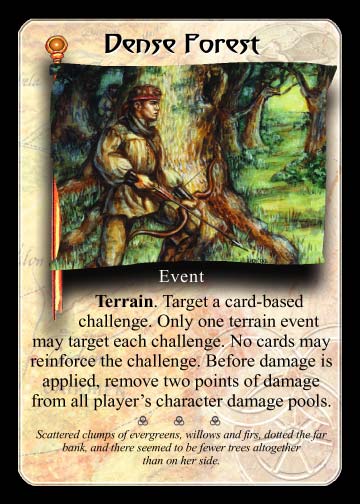 Dense Forest
Event
Terrain. Target a card-based
challenge. Only one terrain event
may target each challenge. No cards may
reinforce the challenge. Before damage is
applied, remove two points of damage
from all player's character damage pools.
Scattered clumps of evergreens, willows and firs, dotted the far
bank, and there seemed to be fewer trees altogether
than on her side.